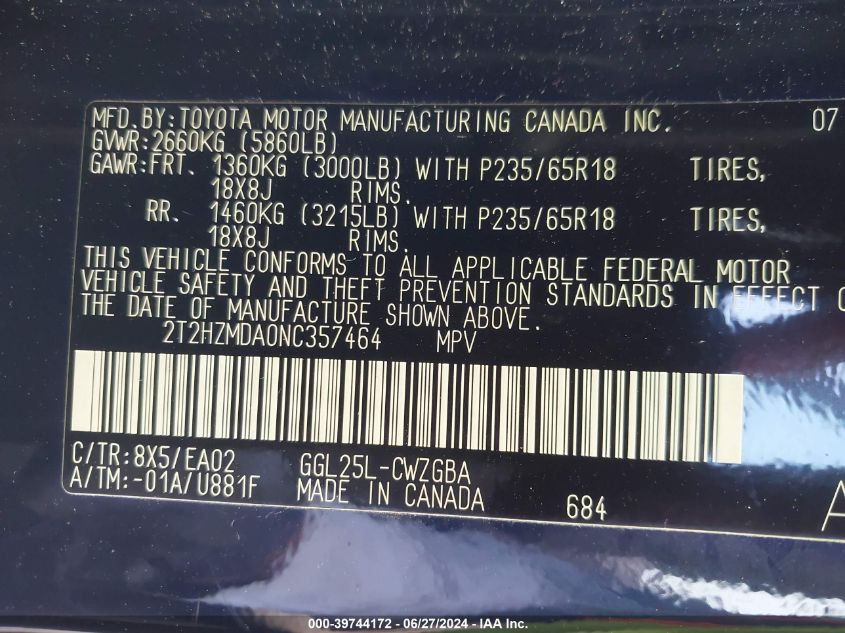 MFD.BY:TOYOTA MOTOR MANUFACTURING CANADA INC. 07
GVWR:2660KG (5860LB)
GAWR:FRT. 1360KG (3000LB) WITH P235/65R18 TIRES,
18X8J RIMS.
RR. 1460KG (3215LB) WITH P235/65R18 TIRES,
18X8J RIMS.
THIS VEHICLE CONFORMS TO ALL APPLICABLE FEDERAL MOTOR
VEHICLE SAFETY AND THEFT PREVENTION STANDARDS IN EFFECT
THE DATE OF MANUFACTURE SHOWN ABOVE.
2T2HZMDA0NC357464 MPV
C/TR:8X5/EA02 GGL25L-CWZGBA
A/TM:-01A/U881F MADE IN CANADA 684 A
000-39744172 - 06/27/2024 - IAA Inc.